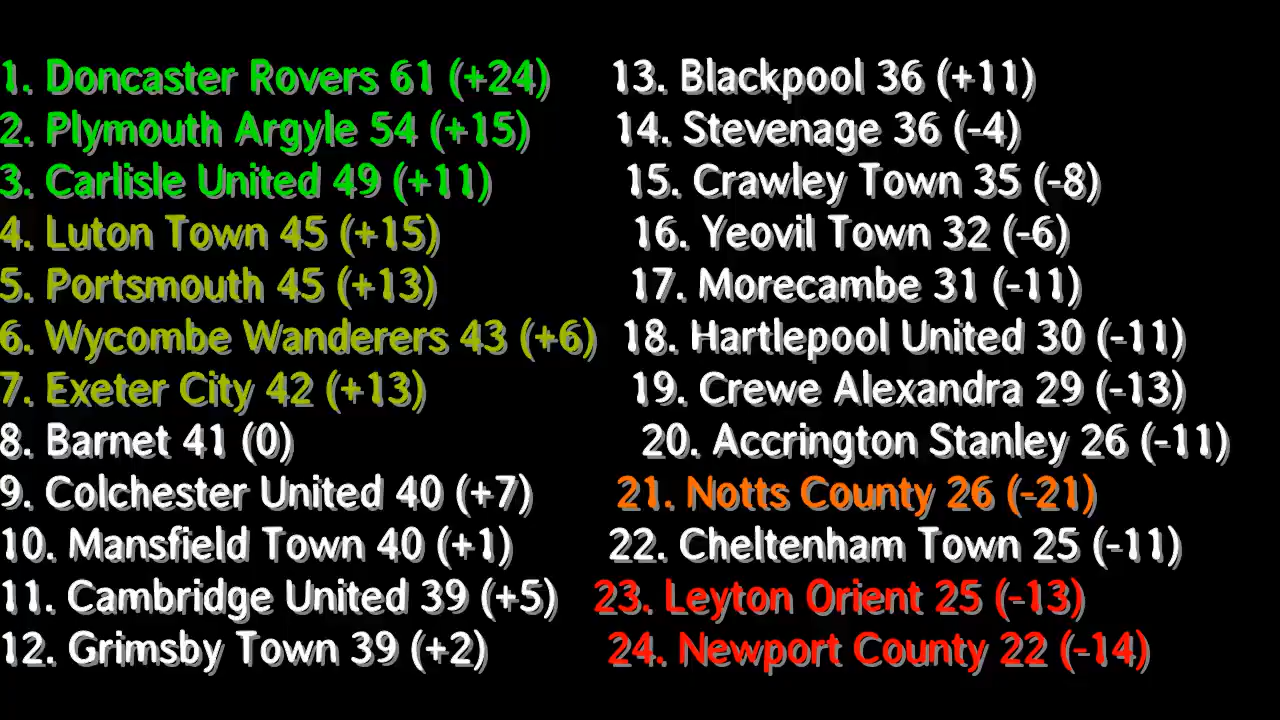 1. Doncaster Rovers 61 (+24)
2. Plymouth Argyle 54 (+15)
3. Carlisle United 49 (+11)
4. Luton Town 45 (+15)
5. Portsmouth 45 (+13)
6. Wycombe Wanderers 43 (+6)
7. Exeter City 42 (+13)
8. Barnet 41 (0)
9. Colchester United 40 (+7)
10. Mansfield Town 40 (+1)
11. Cambridge United 39 (+5)
12. Grimsby Town 39 (+2)
13. Blackpool 36 (+11)
14. Stevenage 36 (-4)
15. Crawley Town 35 (-8)
16. Yeovil Town 32 (-6)
17. Morecambe 31 (-11)
18. Hartlepool United 30 (-11)
19. Crewe Alexandra 29 (-13)
20. Accrington Stanley 26 (-11)
21. Notts County 26 (-21)
22. Cheltenham Town 25 (-11)
23. Leyton Orient 25 (-13)
24. Newport County 22 (-14)